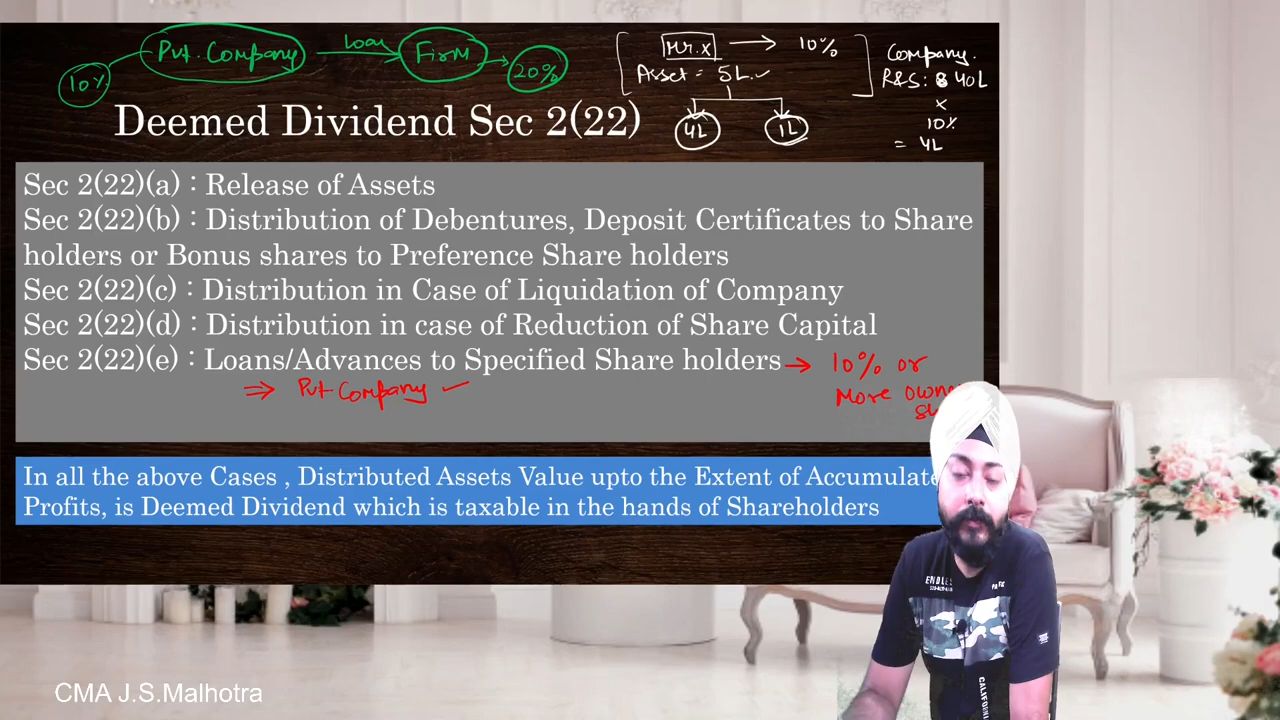 Pvt. Company loan Firm
10%
20%
Mr. X → 10%
Asset = 5L
4L 1L
Company
R&S: 40L
x
10%
= 4L
Deemed Dividend Sec 2(22)
Sec 2(22)(a) : Release of Assets
Sec 2(22)(b) : Distribution of Debentures, Deposit Certificates to Share
holders or Bonus shares to Preference Share holders
Sec 2(22)(c) : Distribution in Case of Liquidation of Company
Sec 2(22)(d) : Distribution in case of Reduction of Share Capital
Sec 2(22)(e) : Loans/Advances to Specified Share holders → 10% or
⇒ Pvt Company ✓
More
In all the above Cases , Distributed Assets Value upto the Extent of
Profits, is Deemed Dividend which is taxable in the hands of Shareholders
CALIFORNIA
CMA J.S.Malhotra